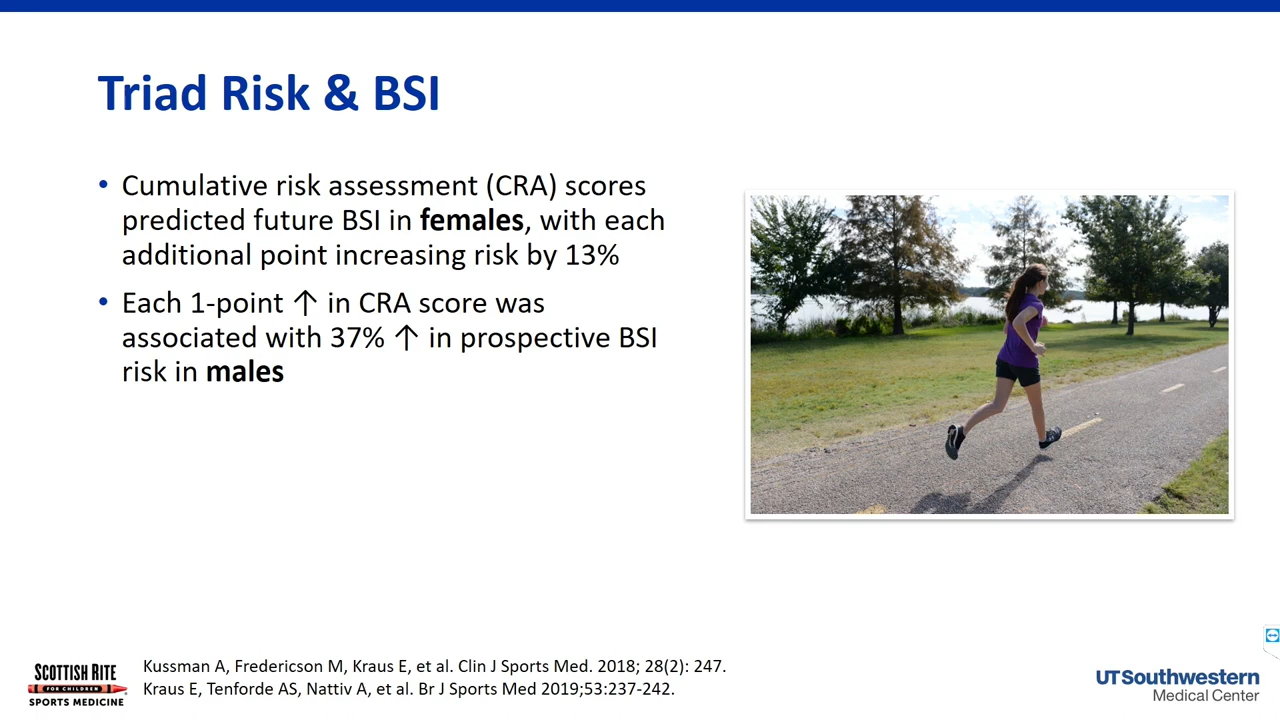 Triad Risk & BSI
• Cumulative risk assessment (CRA) scores
predicted future BSI in females, with each
additional point increasing risk by 13%
• Each 1-point ↑ in CRA score was
associated with 37% ↑ in prospective BSI
risk in males
Kussman A, Fredericson M, Kraus E, et al. Clin J Sports Med. 2018; 28(2): 247.
Kraus E, Tenforde AS, Nattiv A, et al. Br J Sports Med 2019;53:237-242.
SCOTTISH RITE
FOR CHILDREN
SPORTS MEDICINE
UTSouthwestern
Medical Center